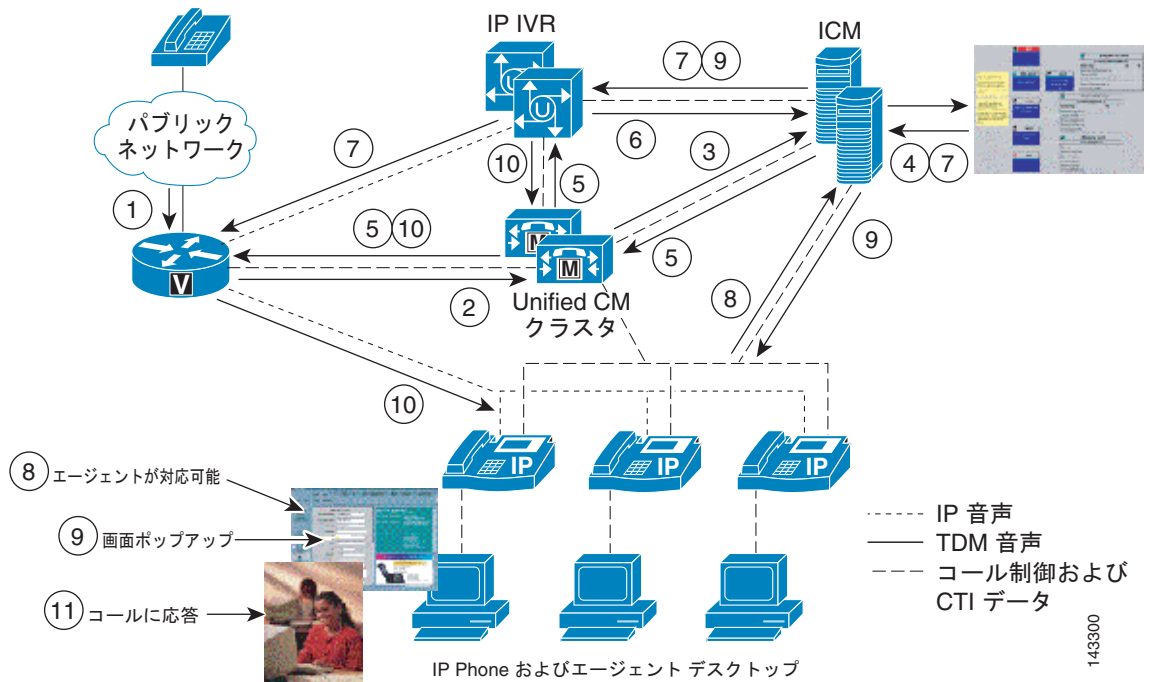 IP IVR
ICM
パブリック
ネットワーク
7
9
6
3
4
7
7
10
5
1
5
10
5
9
2
8
Unified CM
クラスタ
V
M
M
U
U
10
IP
IP
IP
8 エージェントが対応可能
9 画面ポップアップ
11 コールに応答
IP 音声
TDM 音声
コール制御および
CTI データ
IP Phone およびエージェント デスクトップ
143300